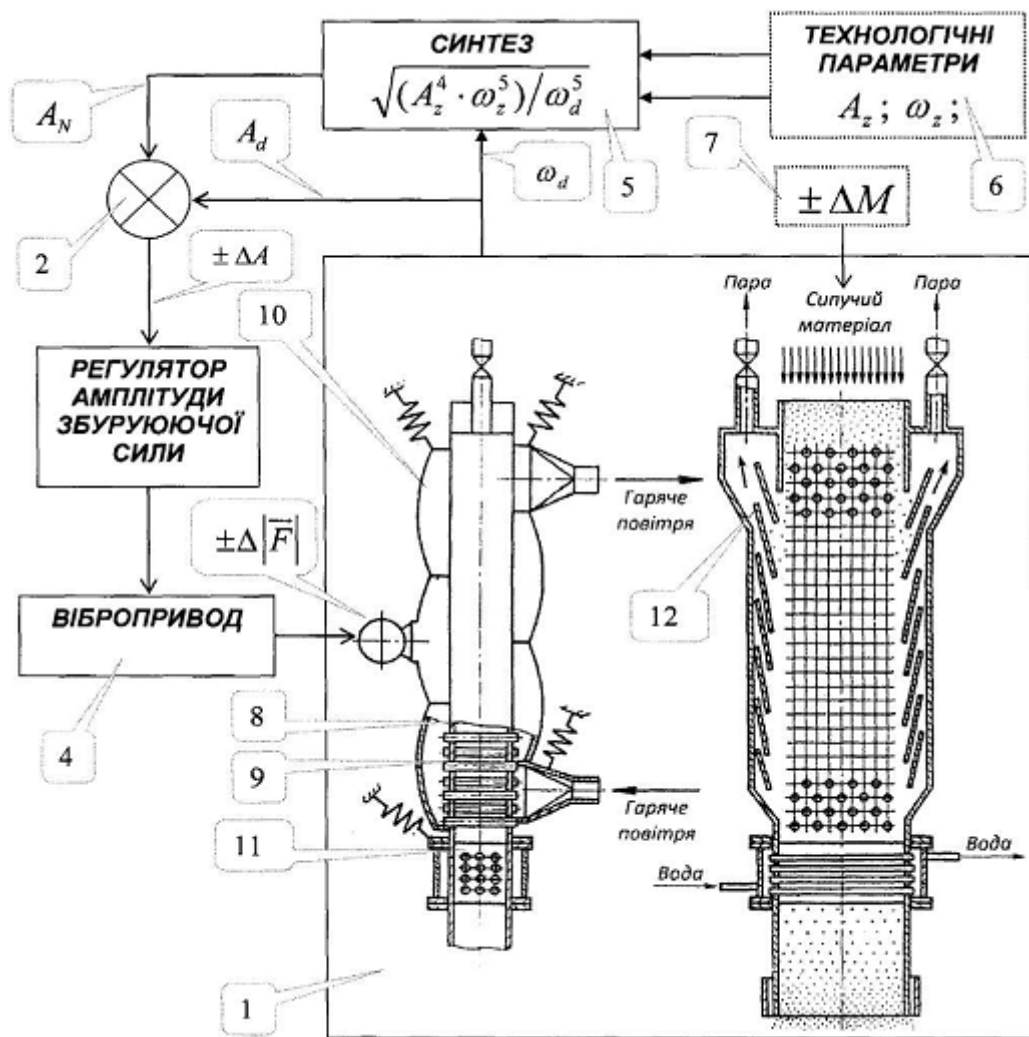 СИНТЕЗ
√(A_z^4 · ω_z^5) / ω_d^5
ТЕХНОЛОГІЧНІ
ПАРАМЕТРИ
A_z ; ω_z ;
A_N
A_d
ω_d
5
7
6
± ΔM
2
± ΔA
10
Пара
Сипучий
матеріал
Пара
РЕГУЛЯТОР
АМПЛІТУДИ
ЗБУРУЮЮЧОЇ
СИЛИ
Гаряче
повітря
± Δ|F⃗|
12
ВІБРОПРИВОД
4
8
9
Гаряче
повітря
11
Вода
Вода
1